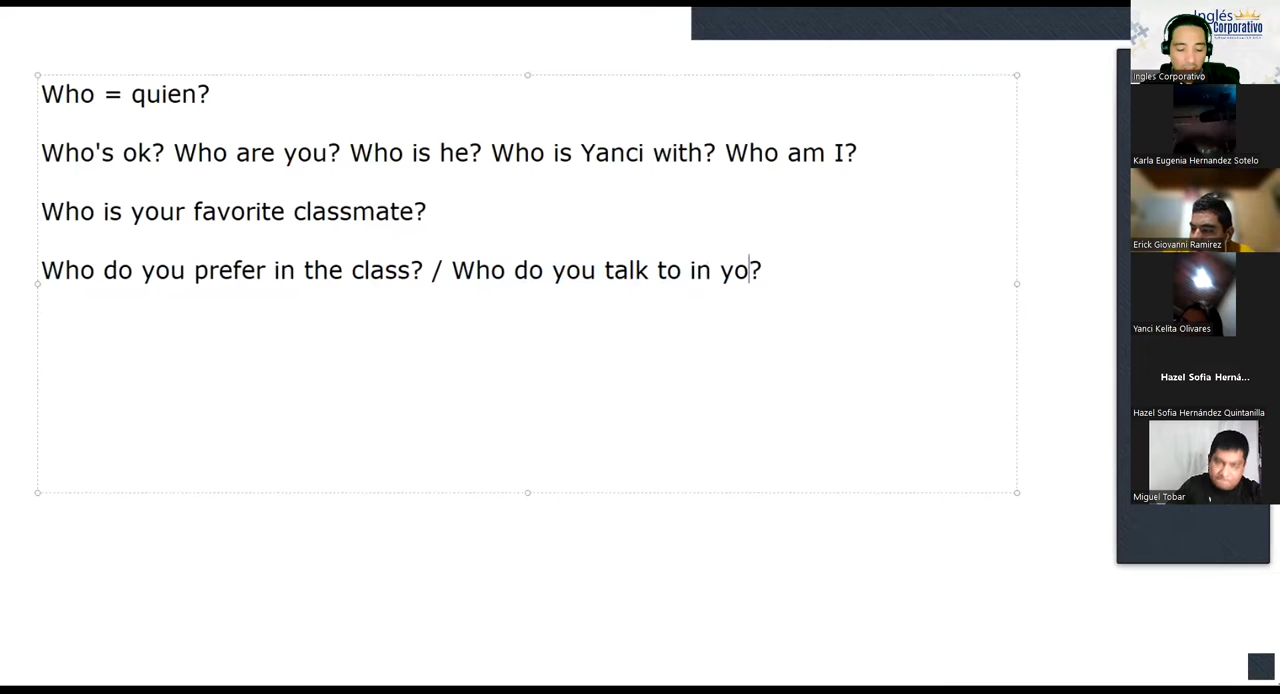 Who = quien?
Who's ok? Who are you? Who is he? Who is Yanci with? Who am I?
Who is your favorite classmate?
Who do you prefer in the class? / Who do you talk to in yo?
Inglés
Corporativo
Ingles Corporativo
Karla Eugenia Hernandez Sotelo
Erick Giovanni Ramirez
Yanci Kelita Olivares
Hazel Sofia Herná...
Hazel Sofia Hernández Quintanilla
Miguel Tobar